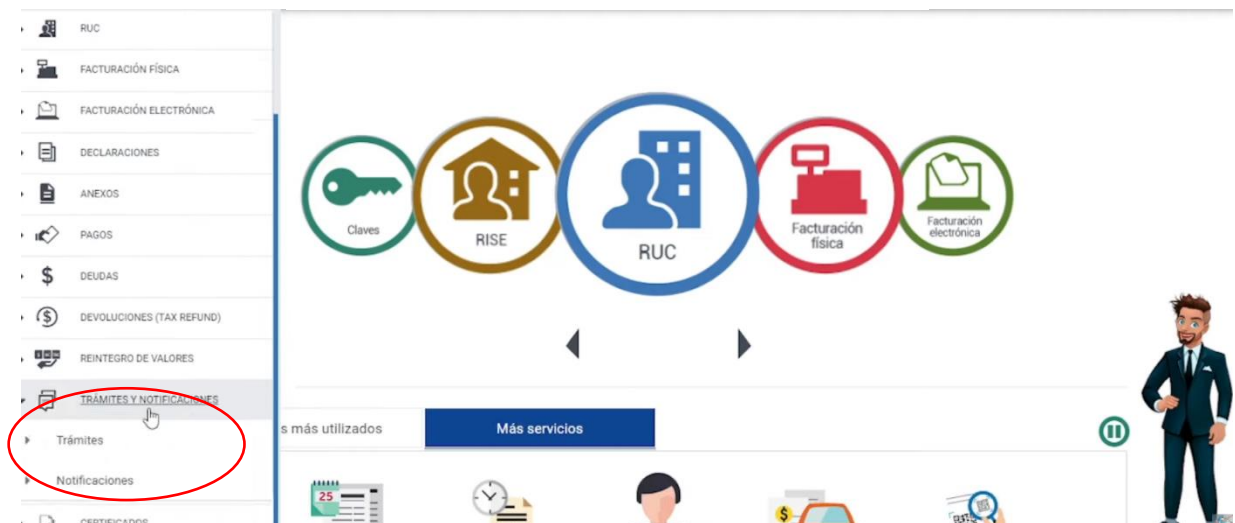 RUC
FACTURACIÓN FÍSICA
FACTURACIÓN ELECTRÓNICA
DECLARACIONES
ANEXOS
PAGOS
DEUDAS
DEVOLUCIONES (TAX REFUND)
REINTEGRO DE VALORES
TRÁMITES Y NOTIFICACIONES
Trámites
Notificaciones
CERTIFICADOS
Claves
RISE
RUC
Facturación
física
Facturación
electrónica
s más utilizados
Más servicios
25
$
$
$